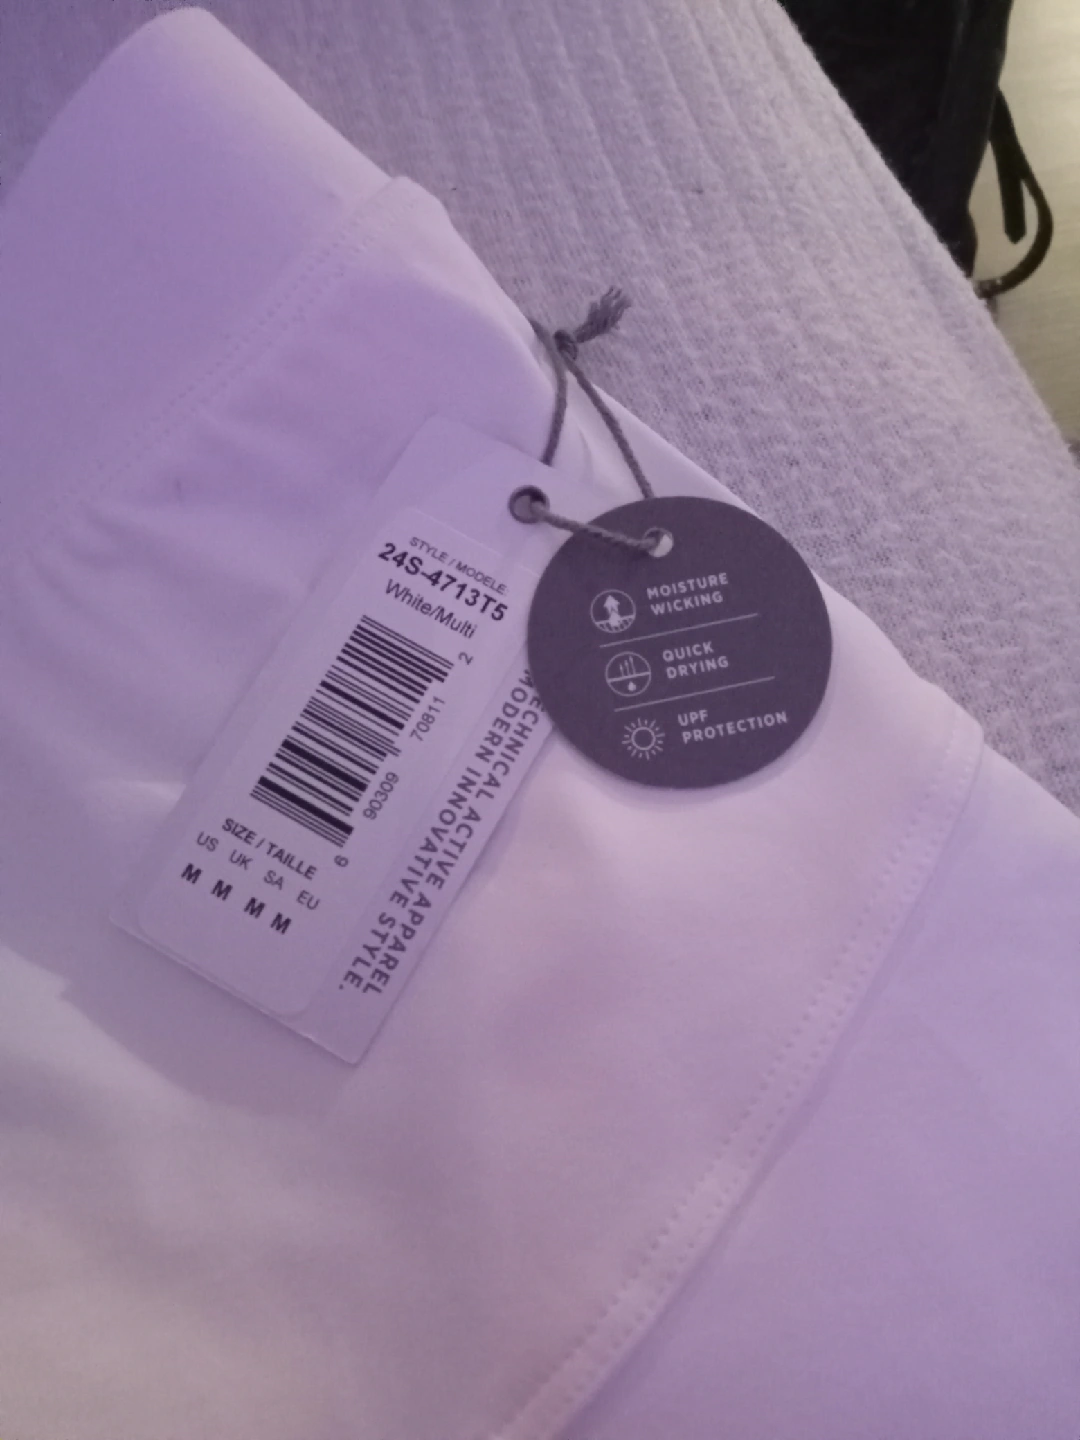 STYLE / MODELE
24S-4713T5
White/Multi
6 90309 70811 2
SIZE / TAILLE
US UK SA EU
M M M M
TECHNICAL ACTIVE APPAREL
MODERN INNOVATIVE STYLE.
MOISTURE
WICKING
QUICK
DRYING
UPF
PROTECTION